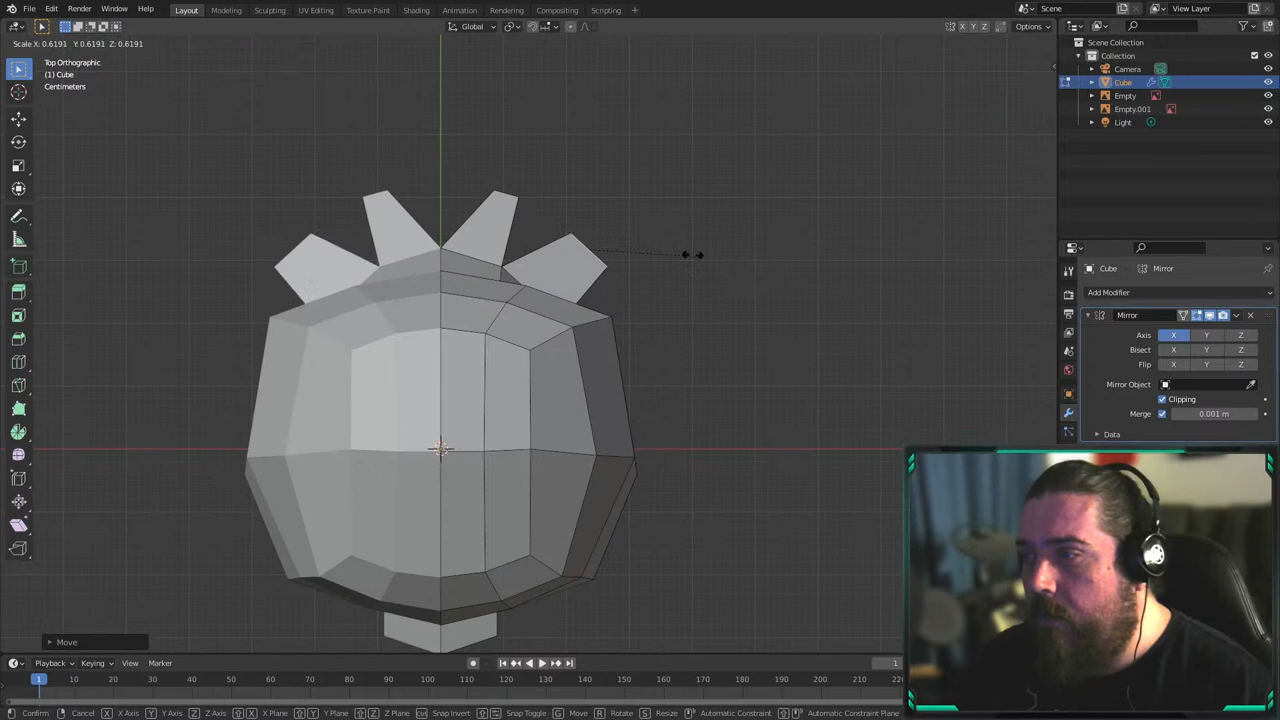 File Edit Render Window Help Layout Modeling Sculpting UV Editing Texture Paint Shading Animation Rendering Compositing Scripting + Scene View Layer
Global X Y Z Options
Scale X: 0.6191 Y: 0.6191 Z: 0.6191
Top Orthographic
(1) Cube
Centimeters
Scene Collection
Collection
Camera
Cube
Empty
Empty.001
Light
Cube Mirror
Add Modifier
Mirror
Axis X Y Z
Bisect X Y Z
Flip X Y Z
Mirror Object
Clipping
Merge 0.001 m
Data
Move
Playback Keying View Marker 1
1 10 20 30 40 50 60 70 80 90 100 110 120 130 140 150 160 170 180 190 200 210 220
Confirm Cancel X X Axis Y Y Axis Z Z Axis X X Plane Y Y Plane Z Z Plane Ctrl Snap Invert Snap Toggle G Move R Rotate S Resize Automatic Constraint Automatic Constraint Plane